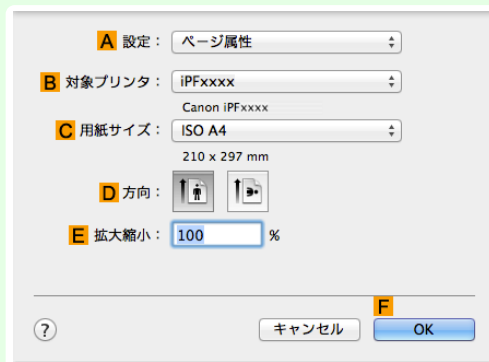 A 設定： ページ属性
B 対象プリンタ： iPFxxxx
Canon iPFxxxx
C 用紙サイズ： ISO A4
210 x 297 mm
D 方向：
E 拡大縮小： 100 %
F
? キャンセル OK